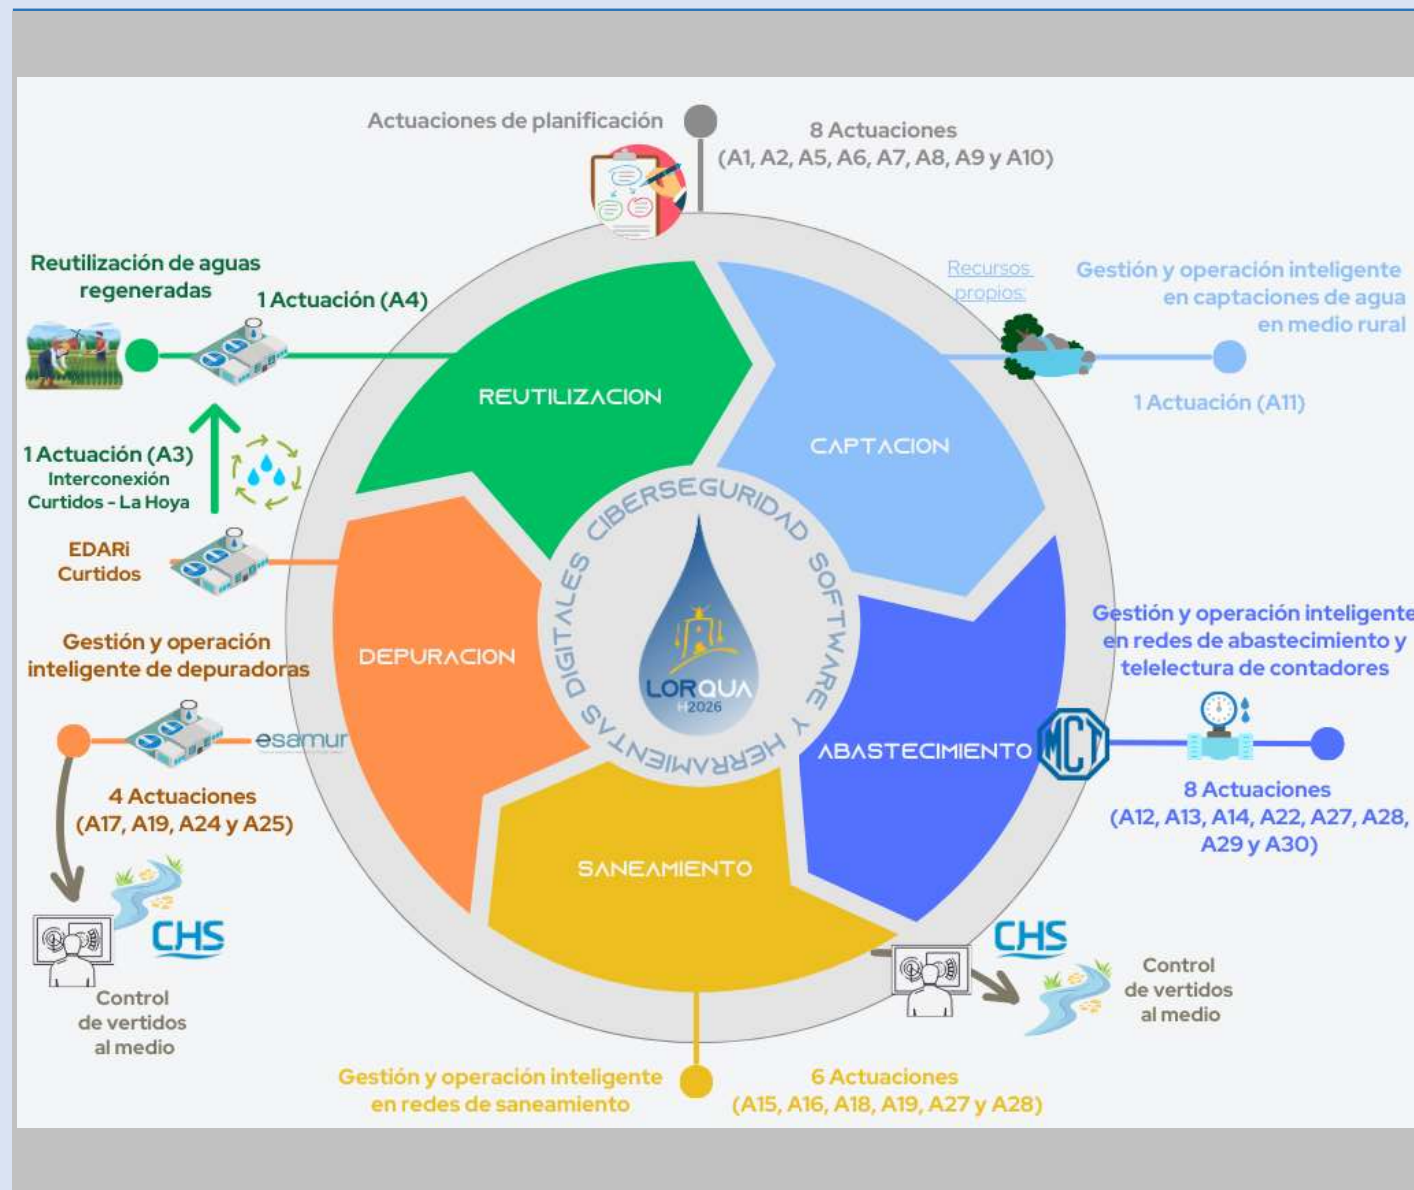 Actuaciones de planificación
8 Actuaciones
(A1, A2, A5, A6, A7, A8, A9 y A10)
Reutilización de aguas
regeneradas
1 Actuación (A4)
Recursos
propios:
Gestión y operación inteligente
en captaciones de agua
en medio rural
1 Actuación (A11)
REUTILIZACION
CAPTACION
1 Actuación (A3)
Interconexión
Curtidos - La Hoya
EDARi
Curtidos
CIBERSEGURIDAD SOFTWARE Y HERRAMIENTAS DIGITALES
LORQUA
H2026
Gestión y operación
inteligente de depuradoras
DEPURACION
esamur
4 Actuaciones
(A17, A19, A24 y A25)
Gestión y operación inteligente
en redes de abastecimiento y
telelectura de contadores
ABASTECIMIENTO
MCT
8 Actuaciones
(A12, A13, A14, A22, A27, A28,
A29 y A30)
SANEAMIENTO
CHS
Control
de vertidos
al medio
CHS
Control
de vertidos
al medio
Gestión y operación inteligente
en redes de saneamiento
6 Actuaciones
(A15, A16, A18, A19, A27 y A28)